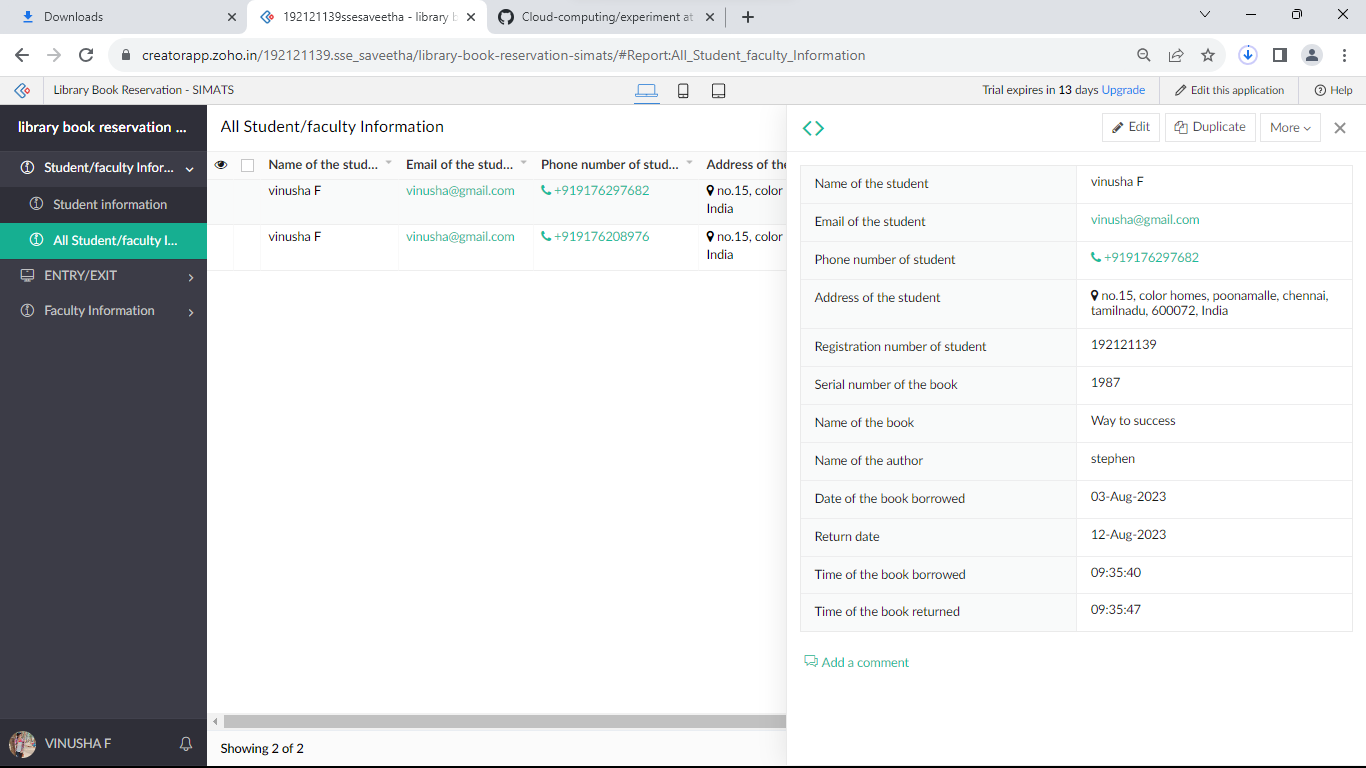 Downloads
192121139ssesaveetha - library b
Cloud-computing/experiment at
creatorapp.zoho.in/192121139.sse_saveetha/library-book-reservation-simats/#Report:All_Student_faculty_Information
Library Book Reservation - SIMATS
Trial expires in 13 days Upgrade
Edit this application
Help
library book reservation ...
Student/faculty Infor...
Student information
All Student/faculty I...
ENTRY/EXIT
Faculty Information
VINUSHA F
All Student/faculty Information
Name of the stud... Email of the stud... Phone number of stud... Address of the
vinusha F vinusha@gmail.com +919176297682 no.15, color
India
vinusha F vinusha@gmail.com +919176208976 no.15, color
India
Showing 2 of 2
Edit Duplicate More
Name of the student vinusha F
Email of the student vinusha@gmail.com
Phone number of student +919176297682
Address of the student no.15, color homes, poonamalle, chennai,
tamilnadu, 600072, India
Registration number of student 192121139
Serial number of the book 1987
Name of the book Way to success
Name of the author stephen
Date of the book borrowed 03-Aug-2023
Return date 12-Aug-2023
Time of the book borrowed 09:35:40
Time of the book returned 09:35:47
Add a comment